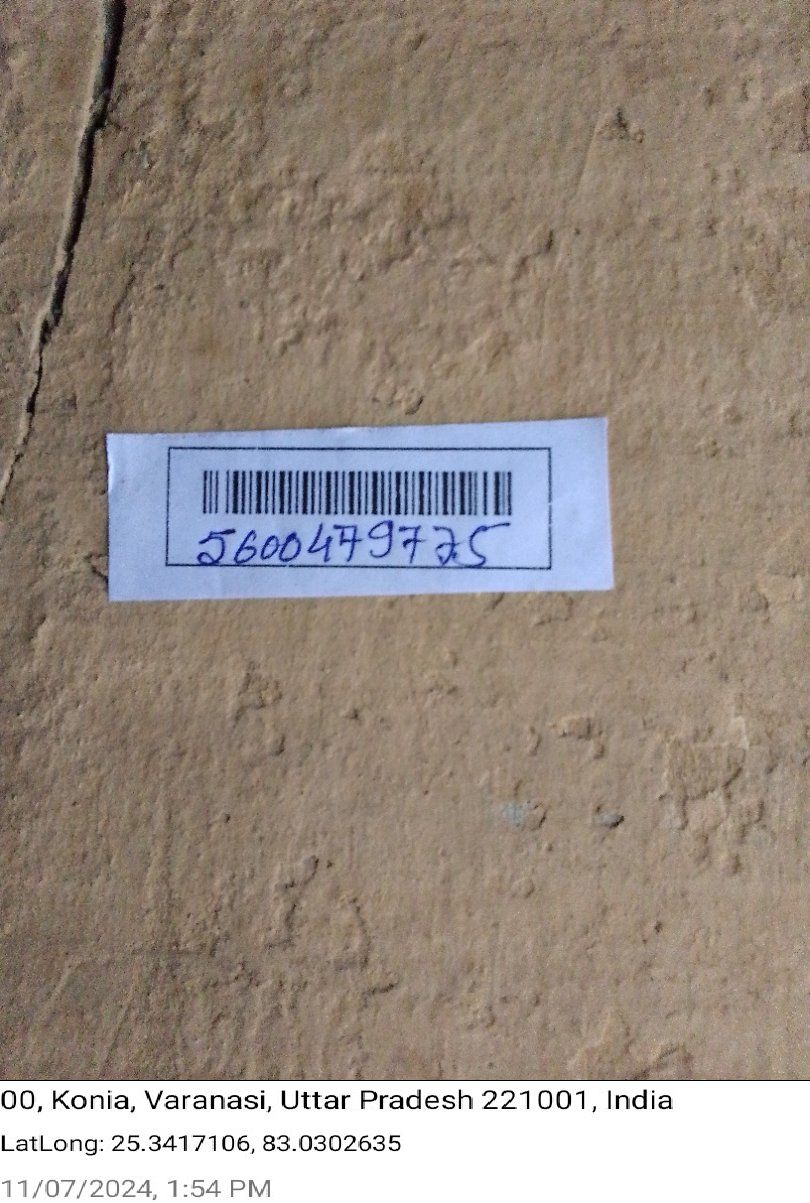 5600479725
00, Konia, Varanasi, Uttar Pradesh 221001, India
LatLong: 25.3417106, 83.0302635
11/07/2024, 1:54 PM